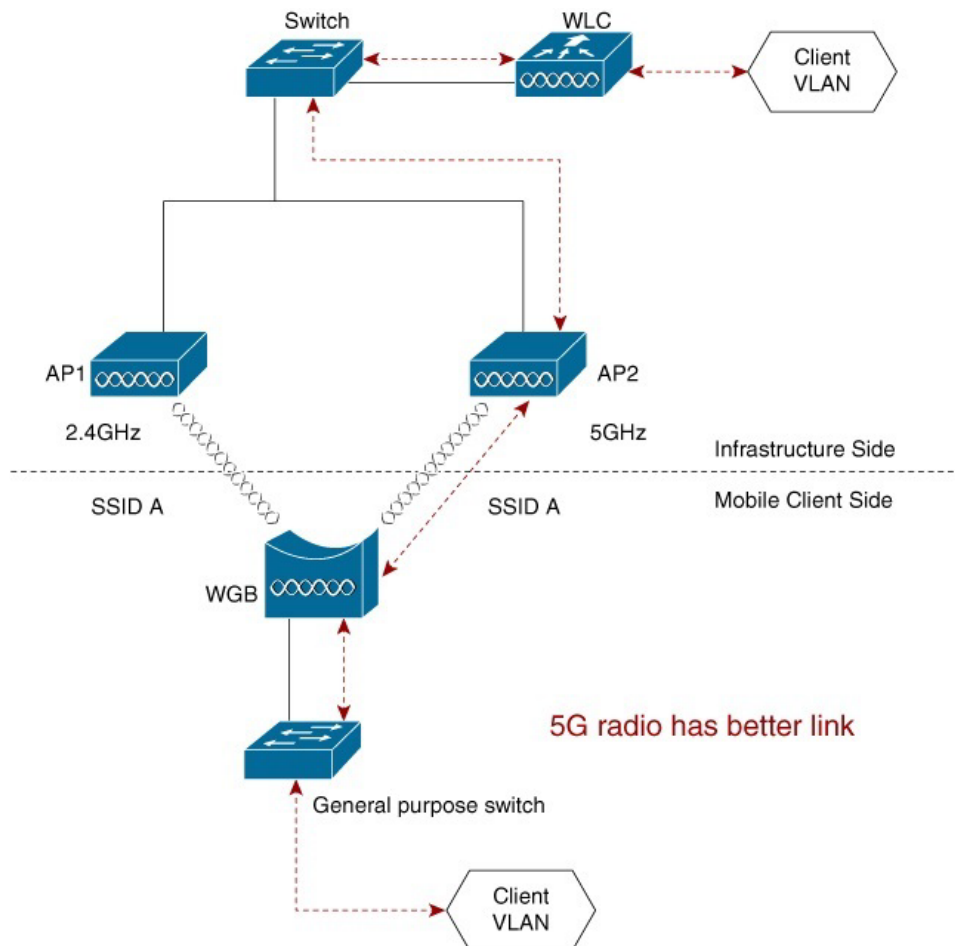 Switch
WLC
Client
VLAN
AP1
AP2
2.4GHz
5GHz
Infrastructure Side
SSID A
SSID A
Mobile Client Side
WGB
5G radio has better link
General purpose switch
Client
VLAN